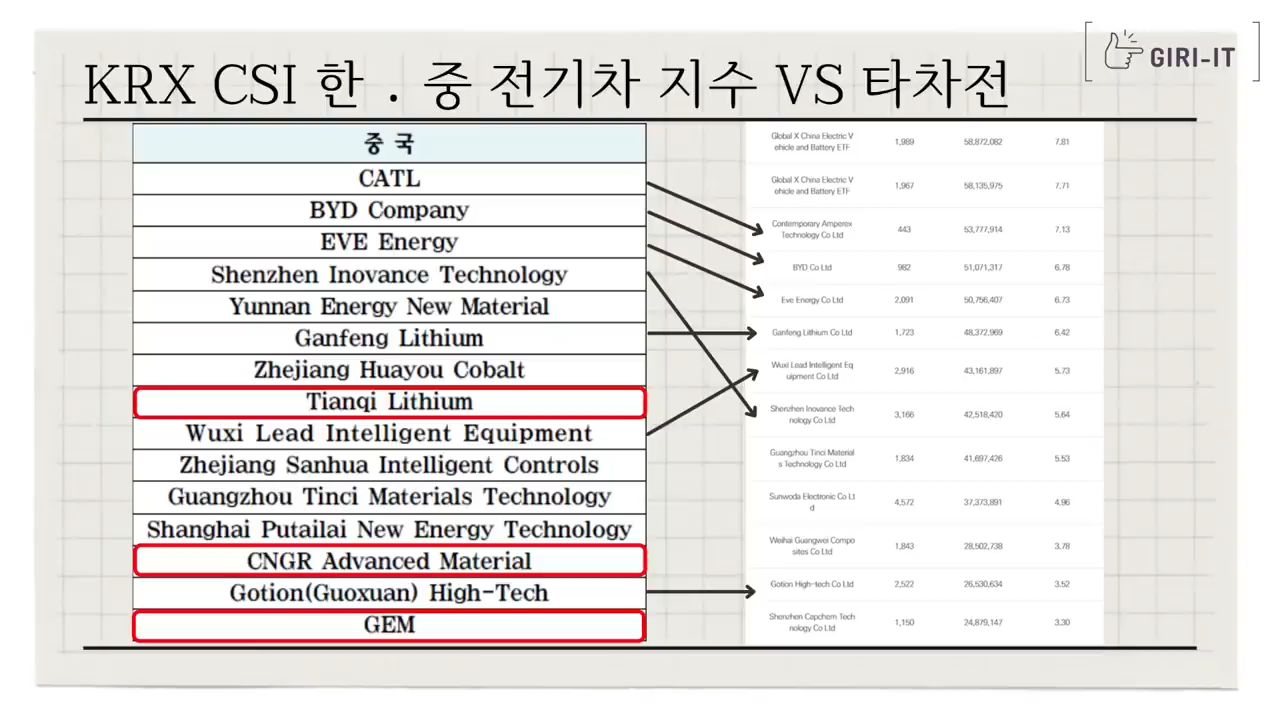 KRX CSI 한 . 중 전기차 지수 VS 타차전
GIRI-IT
중 국
CATL
BYD Company
EVE Energy
Shenzhen Inovance Technology
Yunnan Energy New Material
Ganfeng Lithium
Zhejiang Huayou Cobalt
Tianqi Lithium
Wuxi Lead Intelligent Equipment
Zhejiang Sanhua Intelligent Controls
Guangzhou Tinci Materials Technology
Shanghai Putailai New Energy Technology
CNGR Advanced Material
Gotion(Guoxuan) High-Tech
GEM
Global X China Electric V
ehicle and Battery ETF
1,989 58,872,082 7.81
Global X China Electric V
ehicle and Battery ETF
1,967 58,135,975 7.71
Contemporary Amperex
Technology Co Ltd
443 53,777,914 7.13
BYD Co Ltd 982 51,071,317 6.78
Eve Energy Co Ltd 2,091 50,756,407 6.73
Ganfeng Lithium Co Ltd 1,723 48,372,969 6.42
Wuxi Lead Intelligent Eq
uipment Co Ltd
2,916 43,161,897 5.73
Shenzhen Inovance Tech
nology Co Ltd
3,166 42,518,420 5.64
Guangzhou Tinci Material
s Technology Co Ltd
1,834 41,697,426 5.53
Sunwoda Electronic Co Lt
d
4,572 37,373,891 4.96
Weihai Guangwei Compo
sites Co Ltd
1,843 28,502,738 3.78
Gotion High-tech Co Ltd 2,522 26,530,634 3.52
Shenzhen Capchem Tech
nology Co Ltd
1,150 24,879,147 3.30